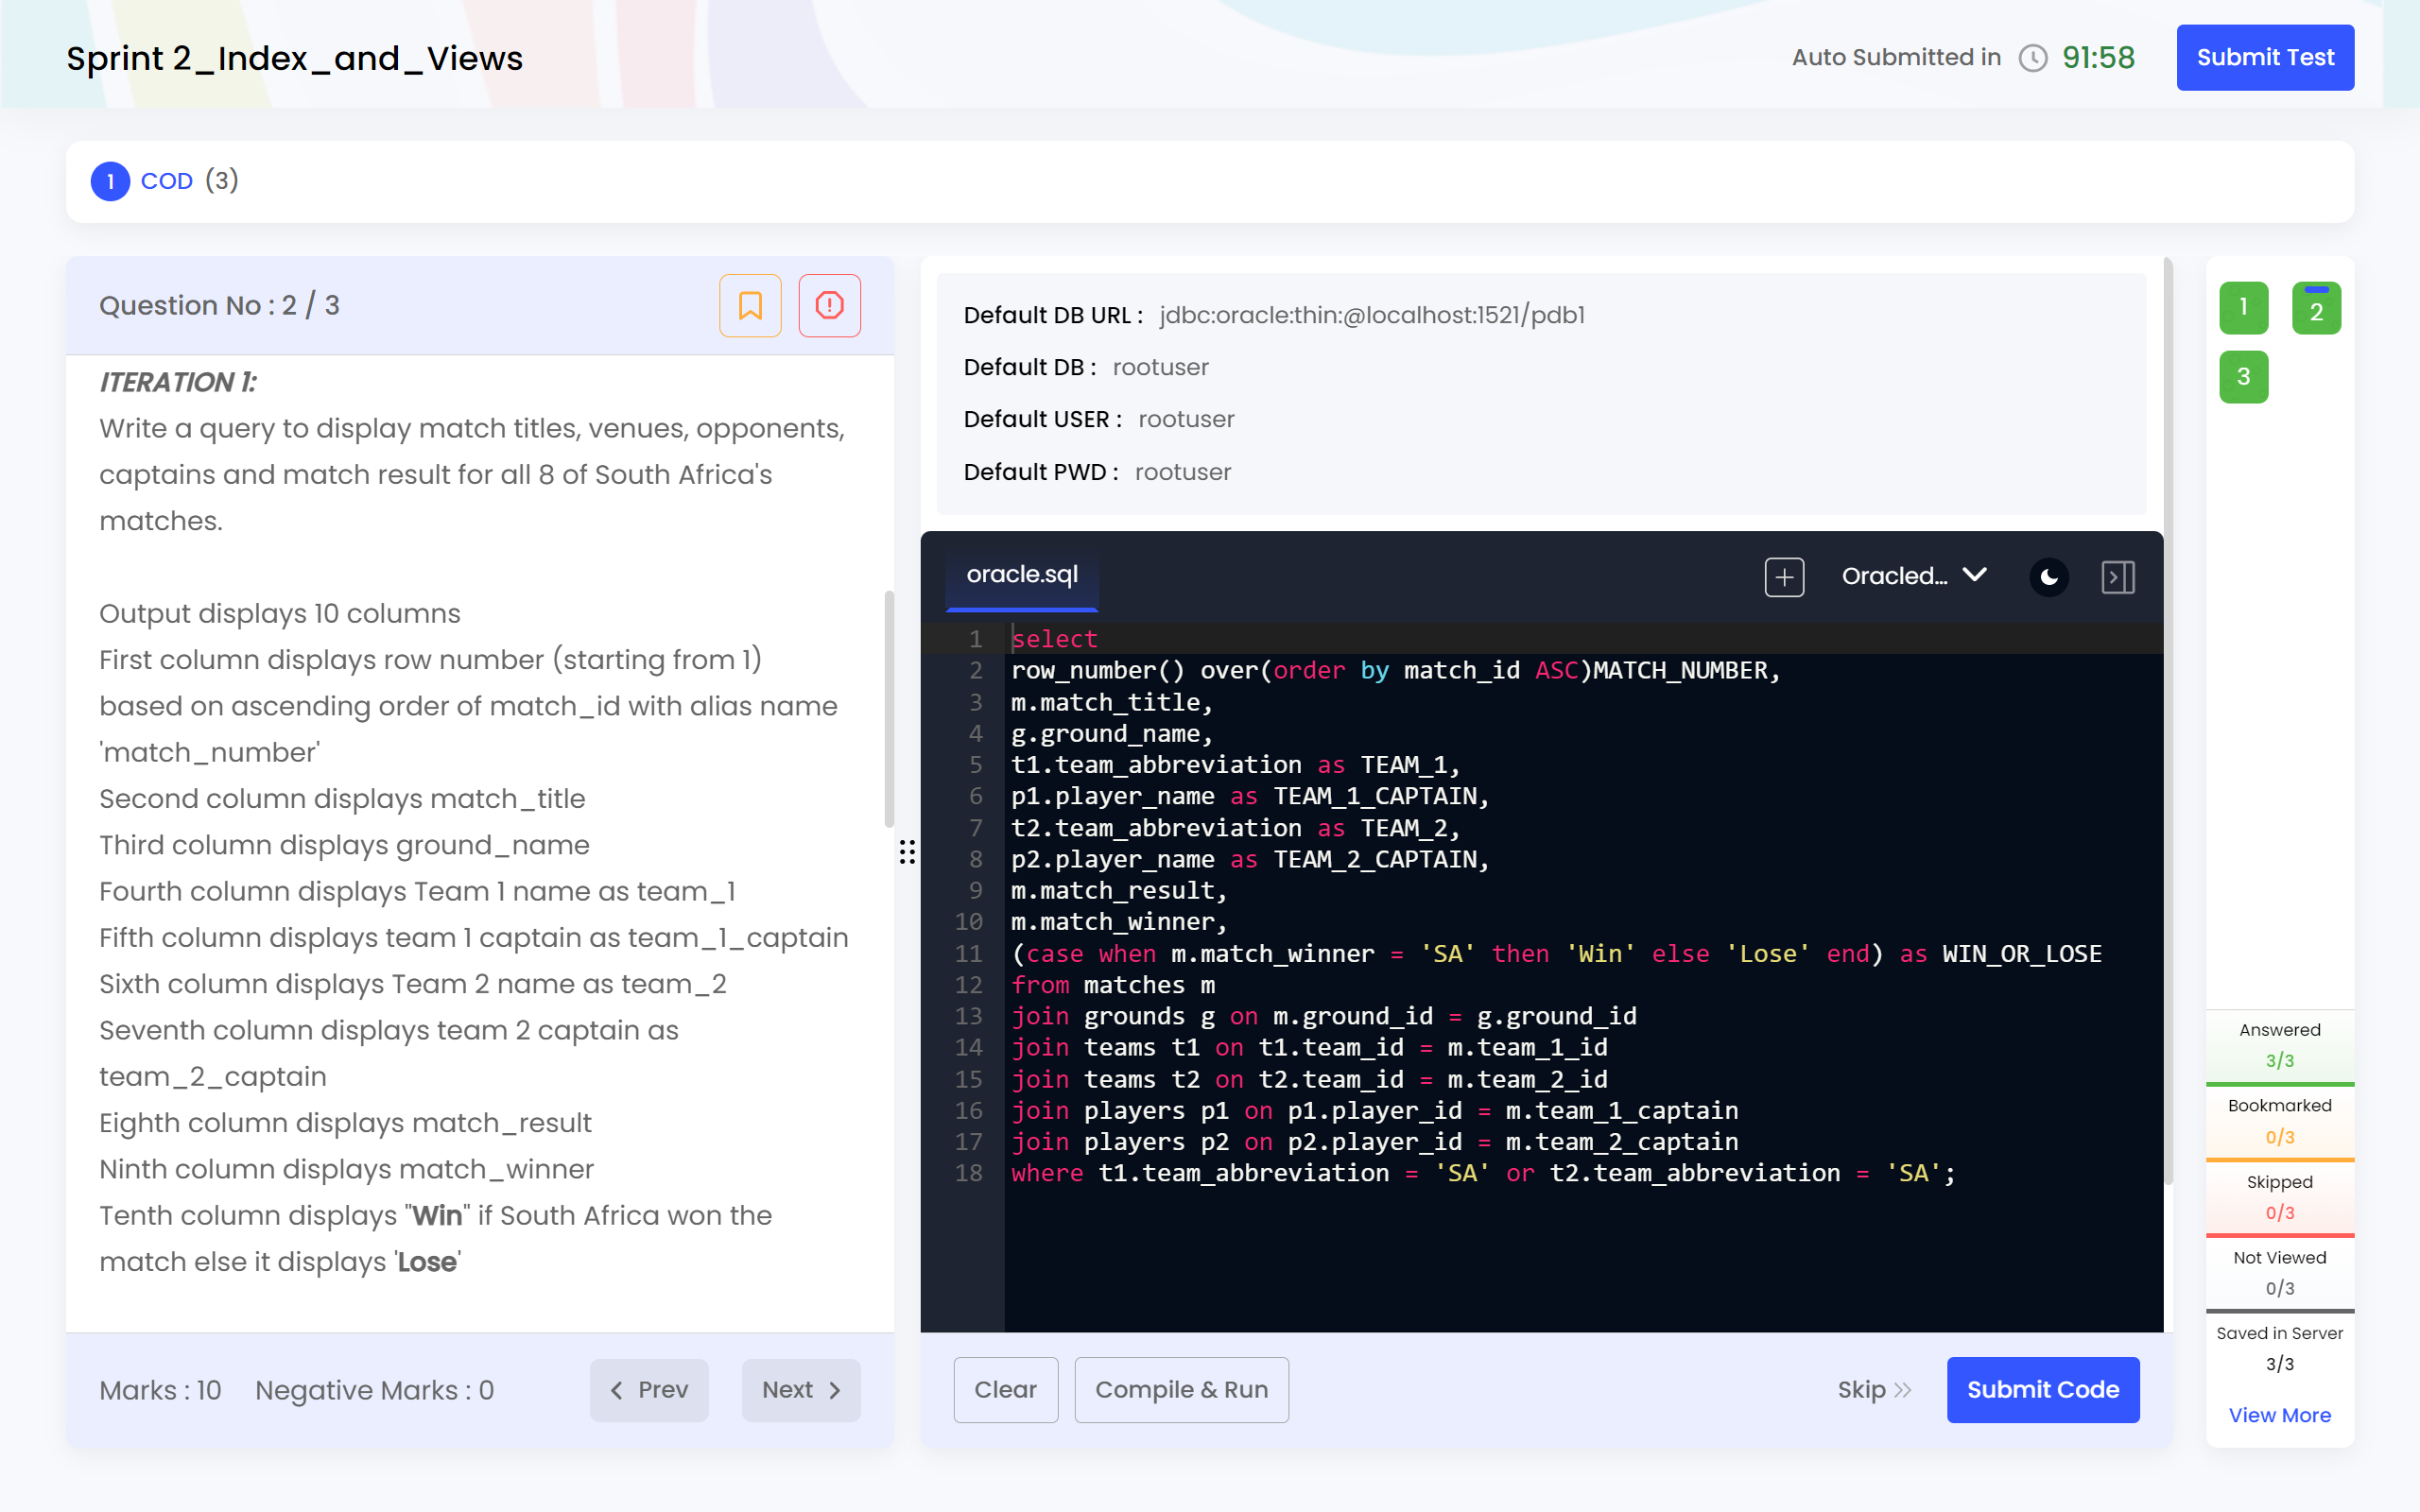 Sprint 2_Index_and_Views
Auto Submitted in 91:58
Submit Test
1 COD (3)
Question No : 2 / 3
ITERATION 1:
Write a query to display match titles, venues, opponents,
captains and match result for all 8 of South Africa's
matches.
Output displays 10 columns
First column displays row number (starting from 1)
based on ascending order of match_id with alias name
'match_number'
Second column displays match_title
Third column displays ground_name
Fourth column displays Team 1 name as team_1
Fifth column displays team 1 captain as team_1_captain
Sixth column displays Team 2 name as team_2
Seventh column displays team 2 captain as
team_2_captain
Eighth column displays match_result
Ninth column displays match_winner
Tenth column displays "Win" if South Africa won the
match else it displays 'Lose'
Marks : 10 Negative Marks : 0
Prev
Next
Default DB URL : jdbc:oracle:thin:@localhost:1521/pdb1
Default DB : rootuser
Default USER : rootuser
Default PWD : rootuser
oracle.sql
Oracled...
1 select
2 row_number() over(order by match_id ASC)MATCH_NUMBER,
3 m.match_title,
4 g.ground_name,
5 t1.team_abbreviation as TEAM_1,
6 p1.player_name as TEAM_1_CAPTAIN,
7 t2.team_abbreviation as TEAM_2,
8 p2.player_name as TEAM_2_CAPTAIN,
9 m.match_result,
10 m.match_winner,
11 (case when m.match_winner = 'SA' then 'Win' else 'Lose' end) as WIN_OR_LOSE
12 from matches m
13 join grounds g on m.ground_id = g.ground_id
14 join teams t1 on t1.team_id = m.team_1_id
15 join teams t2 on t2.team_id = m.team_2_id
16 join players p1 on p1.player_id = m.team_1_captain
17 join players p2 on p2.player_id = m.team_2_captain
18 where t1.team_abbreviation = 'SA' or t2.team_abbreviation = 'SA';
Clear
Compile & Run
Skip
Submit Code
1
2
3
Answered
3/3
Bookmarked
0/3
Skipped
0/3
Not Viewed
0/3
Saved in Server
3/3
View More